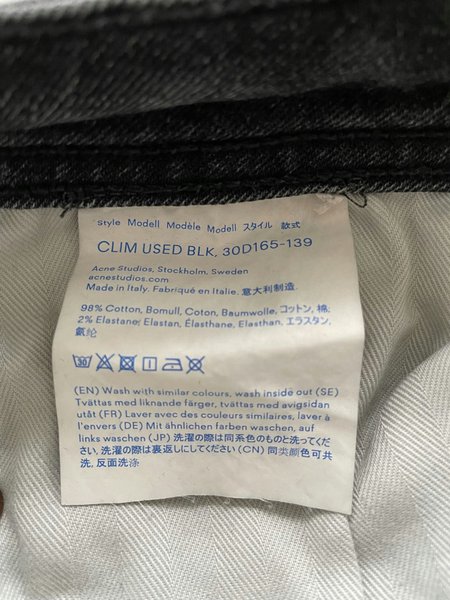 Style Modell Modèle Modell スタイル 款式
CLIM USED BLK, 30D165-139
Acne Studios, Stockholm, Sweden
acnestudios.com
Made in Italy. Fabriqué en Italie. 意大利制造.
98% Cotton, Bomull, Coton, Baumwolle, コットン, 棉;
2% Elastane; Elastan, Élasthane, Elasthan, エラスタン,
氨纶
30
(EN) Wash with similar colours, wash inside out (SE)
Tvättas med liknande färger, tvättas med avigsidan
utåt (FR) Laver avec des couleurs similaires, laver à
l'envers (DE) Mit ähnlichen farben waschen, auf
links waschen (JP) 洗濯の際は同系色のものと洗ってくださ
い, 洗濯の際は裏返しにしてください (CN) 同类颜色可共
洗, 反面洗涤